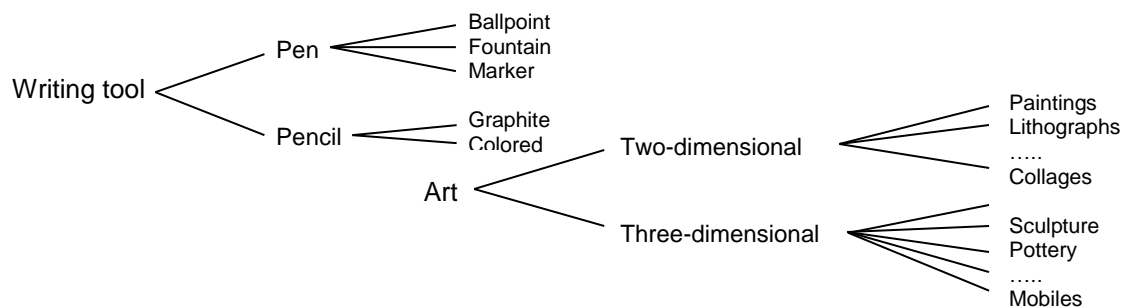 Writing tool
Pen
Ballpoint
Fountain
Marker
Pencil
Graphite
Colored
Art
Two-dimensional
Paintings
Lithographs
…..
Collages
Three-dimensional
Sculpture
Pottery
…..
Mobiles